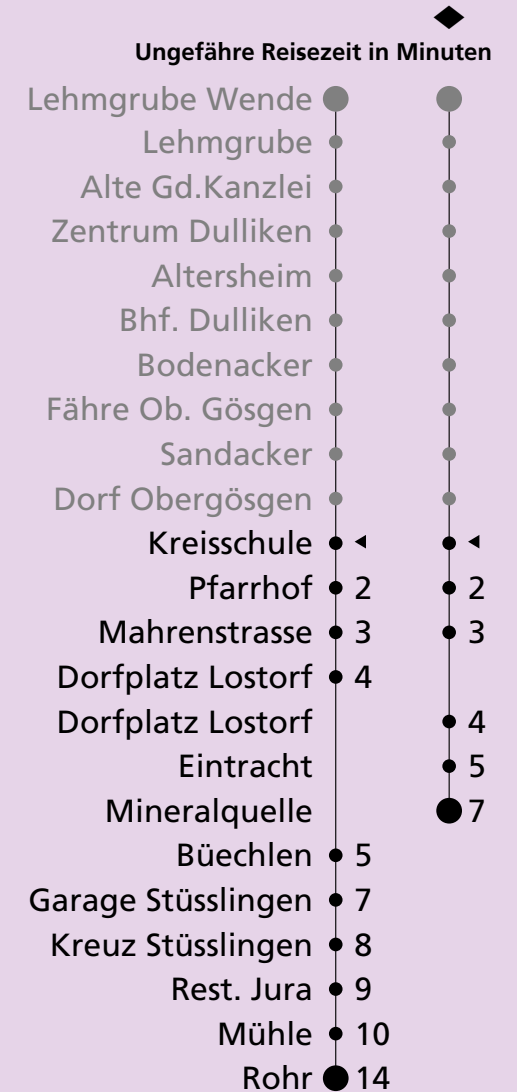 Ungefähre Reisezeit in Minuten
Lehmgrube Wende
Lehmgrube
Alte Gd.Kanzlei
Zentrum Dulliken
Altersheim
Bhf. Dulliken
Bodenacker
Fähre Ob. Gösgen
Sandacker
Dorf Obergösgen
Kreisschule
Pfarrhof 2 2
Mahrenstrasse 3 3
Dorfplatz Lostorf 4
Dorfplatz Lostorf 4
Eintracht 5
Mineralquelle 7
Büechlen 5
Garage Stüsslingen 7
Kreuz Stüsslingen 8
Rest. Jura 9
Mühle 10
Rohr 14